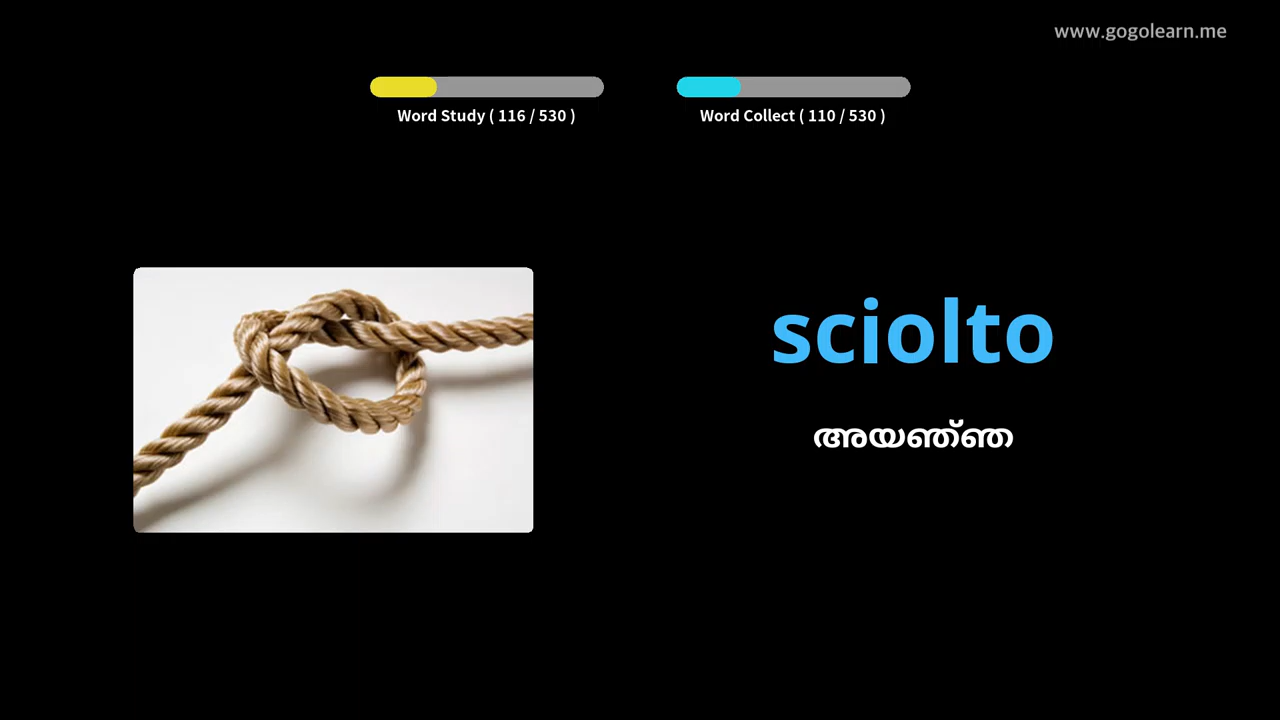 www.gogolearn.me
Word Study ( 116 / 530 )
Word Collect ( 110 / 530 )
sciolto
അയഞ്ഞ